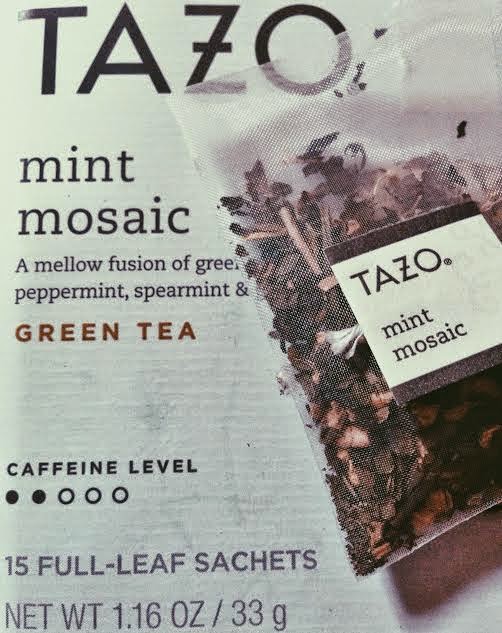 TAZO
mint
mosaic
A mellow fusion of
peppermint, spearmint &
GREEN TEA
TAZO®
mint
mosaic
CAFFEINE LEVEL
15 FULL-LEAF SACHETS
NET WT 1.16 OZ / 33 g